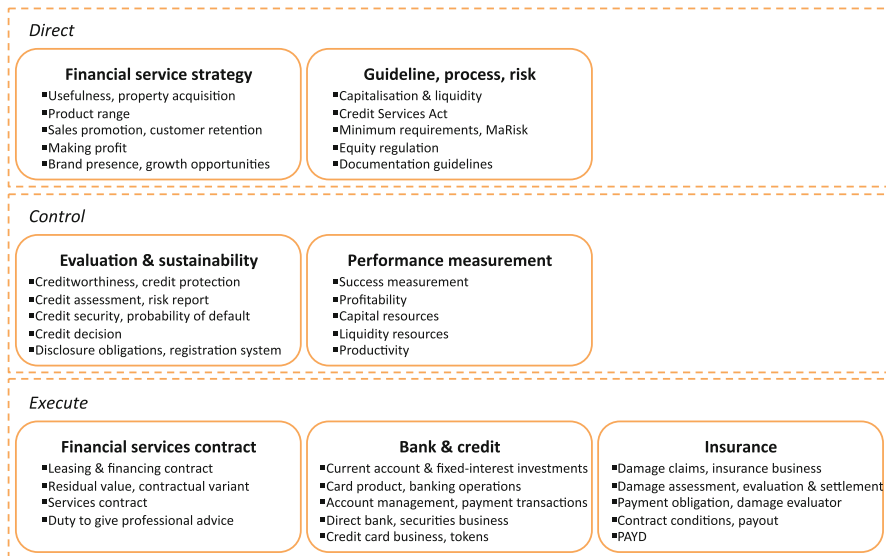 Direct
Financial service strategy
▪Usefulness, property acquisition
▪Product range
▪Sales promotion, customer retention
▪Making profit
▪Brand presence, growth opportunities
Guideline, process, risk
▪Capitalisation & liquidity
▪Credit Services Act
▪Minimum requirements, MaRisk
▪Equity regulation
▪Documentation guidelines
Control
Evaluation & sustainability
▪Creditworthiness, credit protection
▪Credit assessment, risk report
▪Credit security, probability of default
▪Credit decision
▪Disclosure obligations, registration system
Performance measurement
▪Success measurement
▪Profitability
▪Capital resources
▪Liquidity resources
▪Productivity
Execute
Financial services contract
▪Leasing & financing contract
▪Residual value, contractual variant
▪Services contract
▪Duty to give professional advice
Bank & credit
▪Current account & fixed-interest investments
▪Card product, banking operations
▪Account management, payment transactions
▪Direct bank, securities business
▪Credit card business, tokens
Insurance
▪Damage claims, insurance business
▪Damage assessment, evaluation & settlement
▪Payment obligation, damage evaluator
▪Contract conditions, payout
▪PAYD